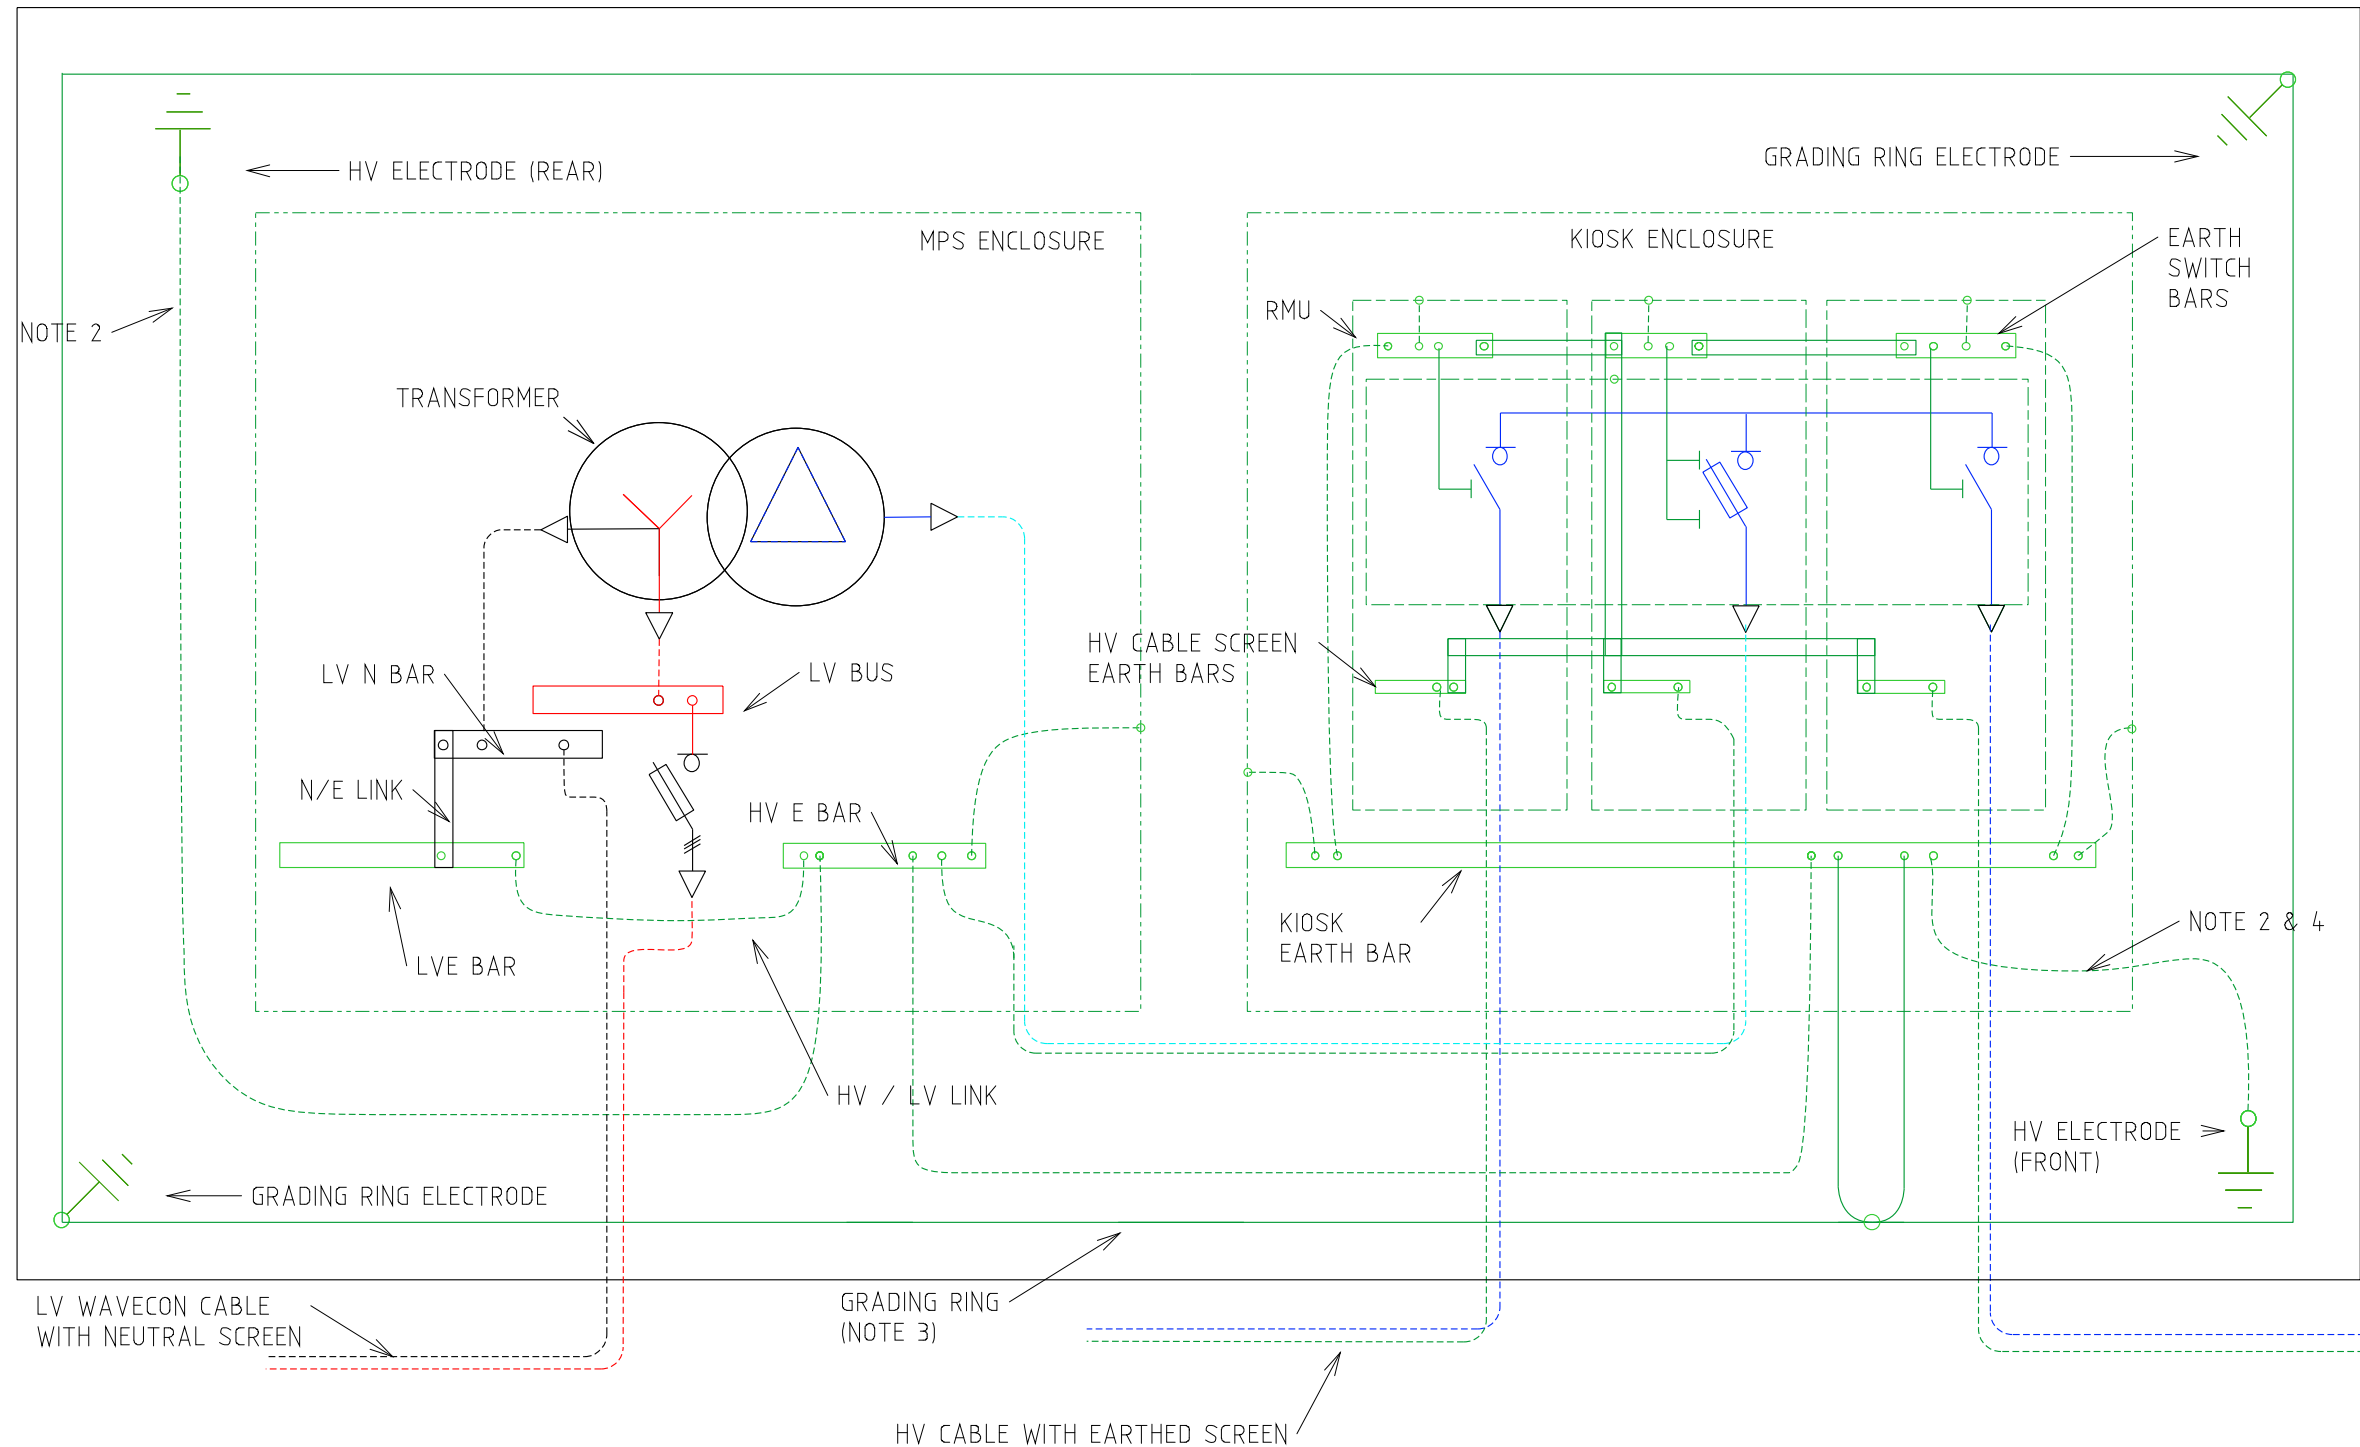 HV ELECTRODE (REAR)
GRADING RING ELECTRODE
MPS ENCLOSURE
KIOSK ENCLOSURE
EARTH
SWITCH
BARS
NOTE 2
RMU
TRANSFORMER
HV CABLE SCREEN
EARTH BARS
LV N BAR
LV BUS
N/E LINK
HV E BAR
KIOSK
EARTH BAR
NOTE 2 & 4
LVE BAR
HV / LV LINK
HV ELECTRODE
(FRONT)
GRADING RING ELECTRODE
LV WAVECON CABLE
WITH NEUTRAL SCREEN
GRADING RING
(NOTE 3)
HV CABLE WITH EARTHED SCREEN